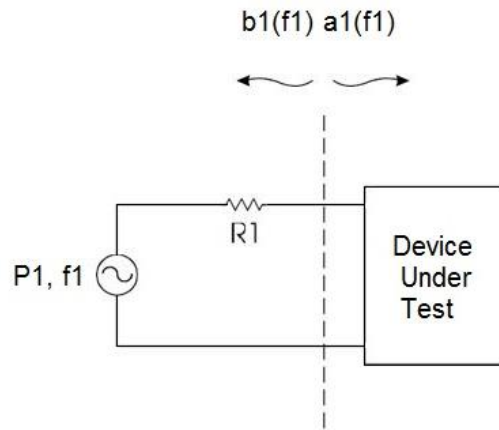 b1(f1) a1(f1)
R1
P1, f1
Device
Under
Test